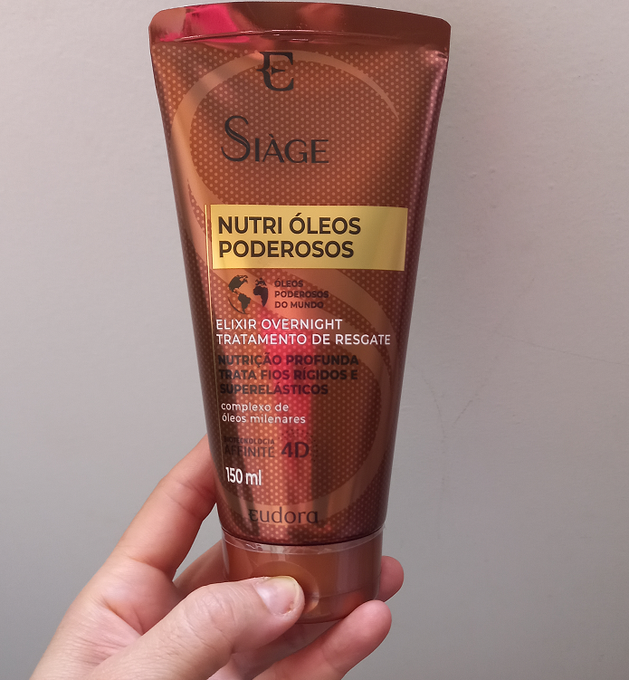 E
SIÀGE
NUTRI ÓLEOS
PODEROSOS
ÓLEOS
PODEROSOS
DO MUNDO
ELIXIR OVERNIGHT
TRATAMENTO DE RESGATE
NUTRIÇÃO PROFUNDA
TRATA FIOS RÍGIDOS E
SUPERELÁSTICOS
complexo de
óleos milenares
AFFINITÉ 4D
150 ml
eudora